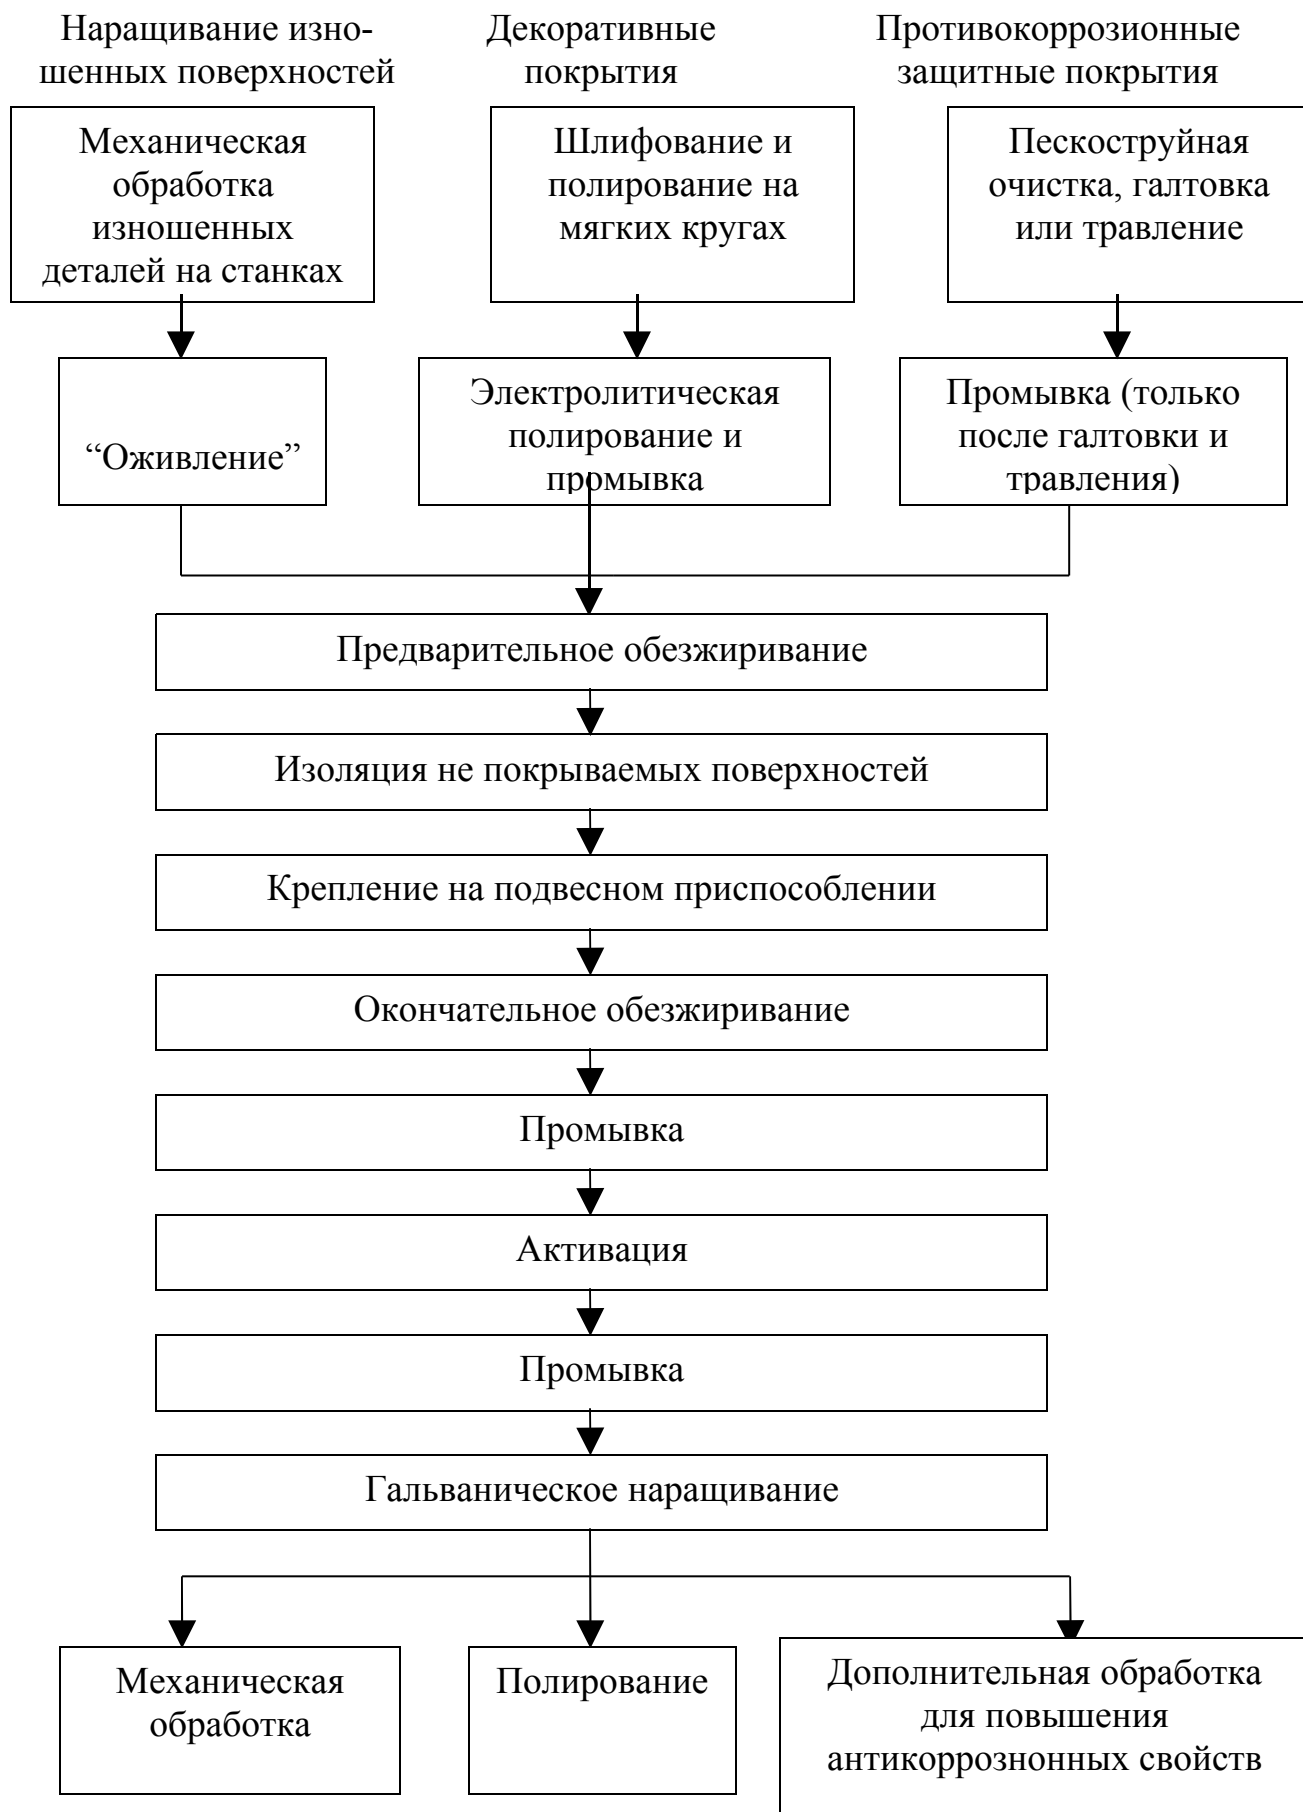 Наращивание изно-
шенных поверхностей
Декоративные
покрытия
Противокоррозионные
защитные покрытия
Механическая
обработка
изношенных
деталей на станках
Шлифование и
полирование на
мягких кругах
Пескоструйная
очистка, галтовка
или травление
“Оживление”
Электролитическая
полирование и
промывка
Промывка (только
после галтовки и
травления)
Предварительное обезжиривание
Изоляция не покрываемых поверхностей
Крепление на подвесном приспособлении
Окончательное обезжиривание
Промывка
Активация
Промывка
Гальваническое наращивание
Механическая
обработка
Полирование
Дополнительная обработка
для повышения
антикоррознонных свойств